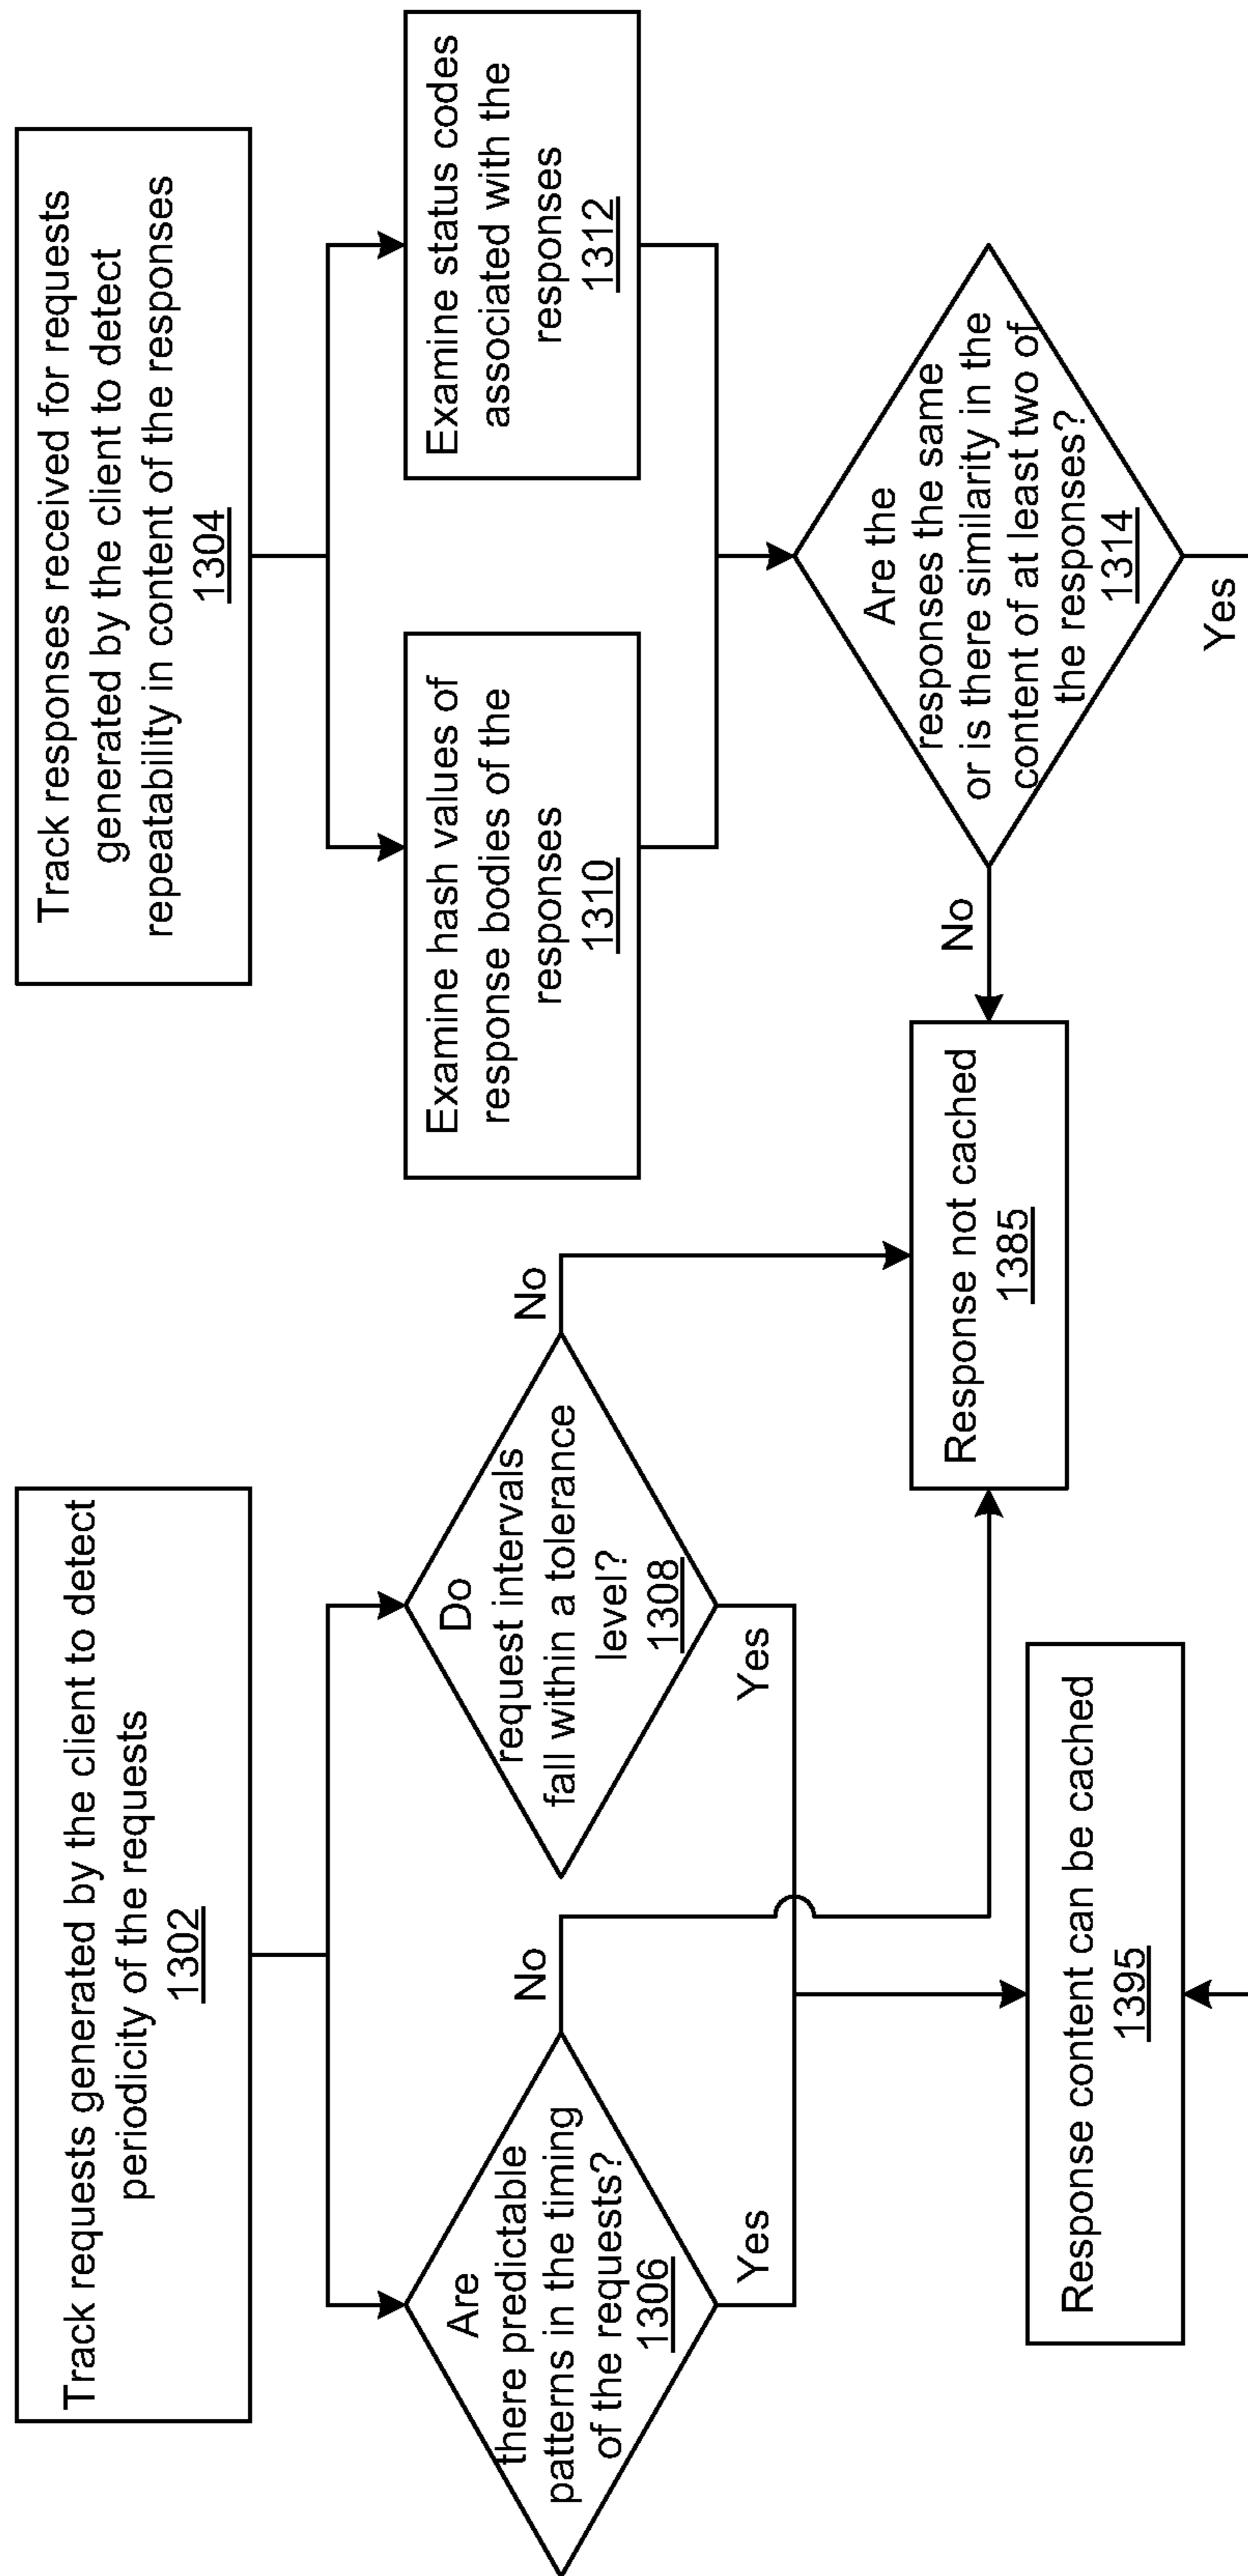 Track requests generated by the client to detect
periodicity of the requests
1302
Are
there predictable
patterns in the timing
of the requests?
1306
No
Yes
Do
request intervals
fall within a tolerance
level?
1308
No
Yes
Response content can be cached
1395
Response not cached
1385
Track responses received for requests
generated by the client to detect
repeatability in content of the responses
1304
Examine hash values of
response bodies of the
responses
1310
Examine status codes
associated with the
responses
1312
Are the
responses the same
or is there similarity in the
content of at least two of
the responses?
1314
No
Yes